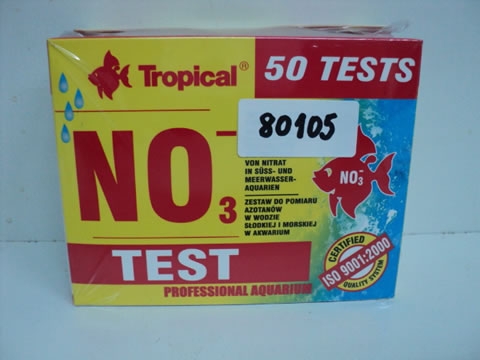 Tropical®
50 TESTS
80105
NO₃⁻
VON NITRAT
IN SÜSS- UND
MEERWASSER-
AQUARIEN
ZESTAW DO POMIARU
AZOTANÓW
W WODZIE
SŁODKIEJ I MORSKIEJ
W AKWARIUM
NO₃⁻
TEST
PROFESSIONAL AQUARIUM
CERTIFIED
ISO 9001:2000
QUALITY SYSTEM